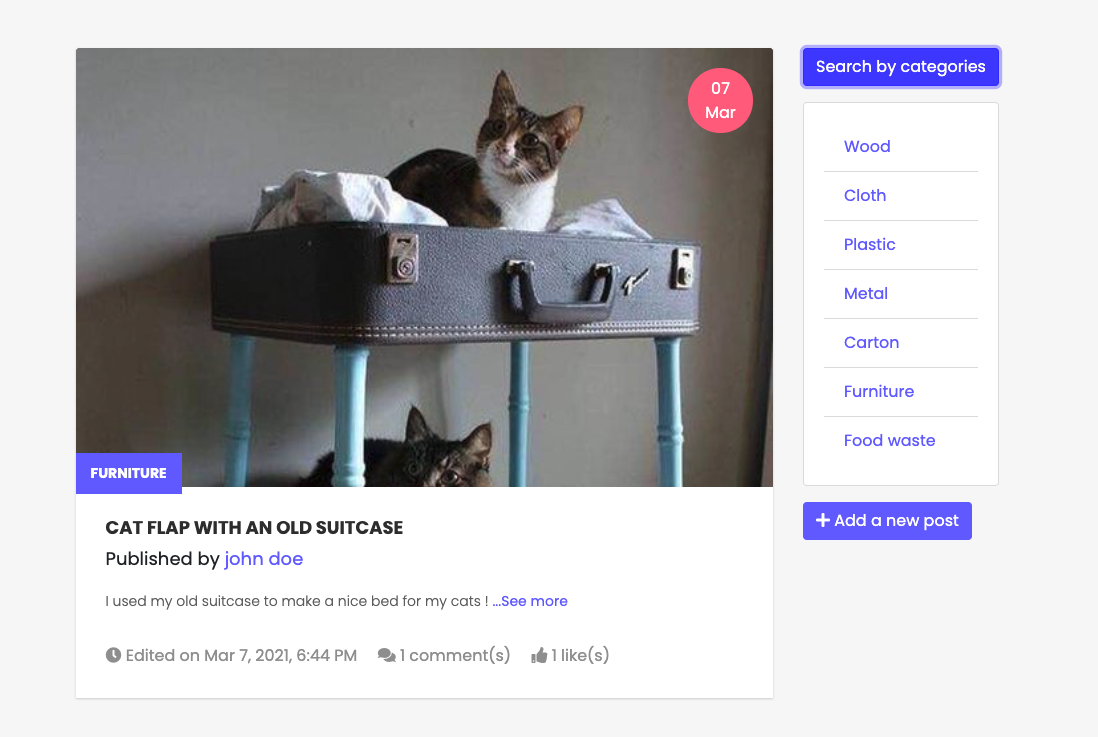 07
Mar
FURNITURE
CAT FLAP WITH AN OLD SUITCASE
Published by john doe
I used my old suitcase to make a nice bed for my cats ! ...See more
Edited on Mar 7, 2021, 6:44 PM 1 comment(s) 1 like(s)
Search by categories
Wood
Cloth
Plastic
Metal
Carton
Furniture
Food waste
Add a new post